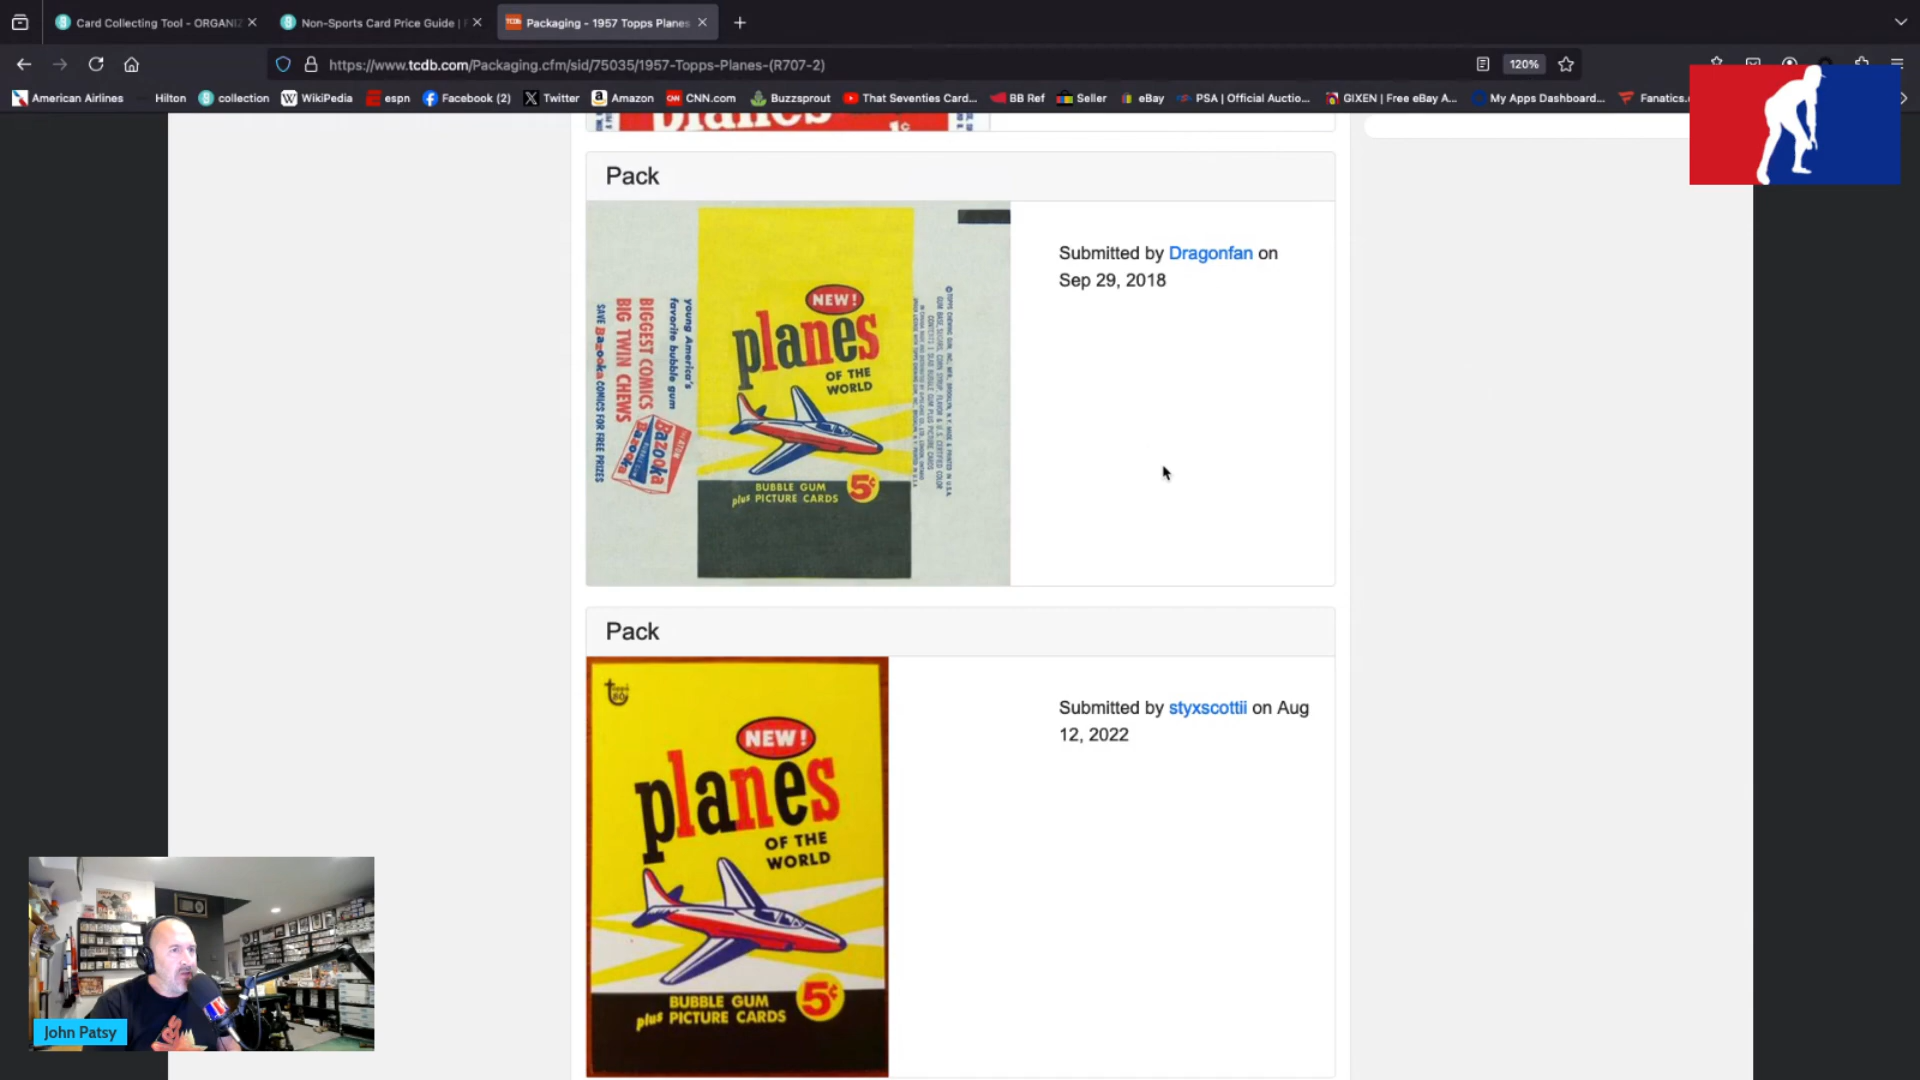 Card Collecting Tool - ORGANIZ
Non-Sports Card Price Guide | F
TCDb Packaging - 1957 Topps Planes
https://www.tcdb.com/Packaging.cfm/sid/75035/1957-Topps-Planes-(R707-2)
120%
American Airlines
Hilton
collection
WikiPedia
espn
Facebook (2)
Twitter
Amazon
CNN.com
Buzzsprout
That Seventies Card...
BB Ref
Seller
eBay
PSA | Official Auctio...
GIXEN | Free eBay A...
My Apps Dashboard...
Fanatics.c
planes
1¢
Pack
Submitted by Dragonfan on
Sep 29, 2018
NEW!
planes
OF THE
WORLD
BUBBLE GUM
plus PICTURE CARDS
5¢
young America's
favorite bubble gum
BIGGEST COMICS
BIG TWIN CHEWS
SAVE Bazooka COMICS FOR FREE PRIZES
Bazooka
Bazooka
Pack
Submitted by styxscottii on Aug
12, 2022
topps
80
NEW!
planes
OF THE
WORLD
BUBBLE GUM
plus PICTURE CARDS
5¢
John Patsy